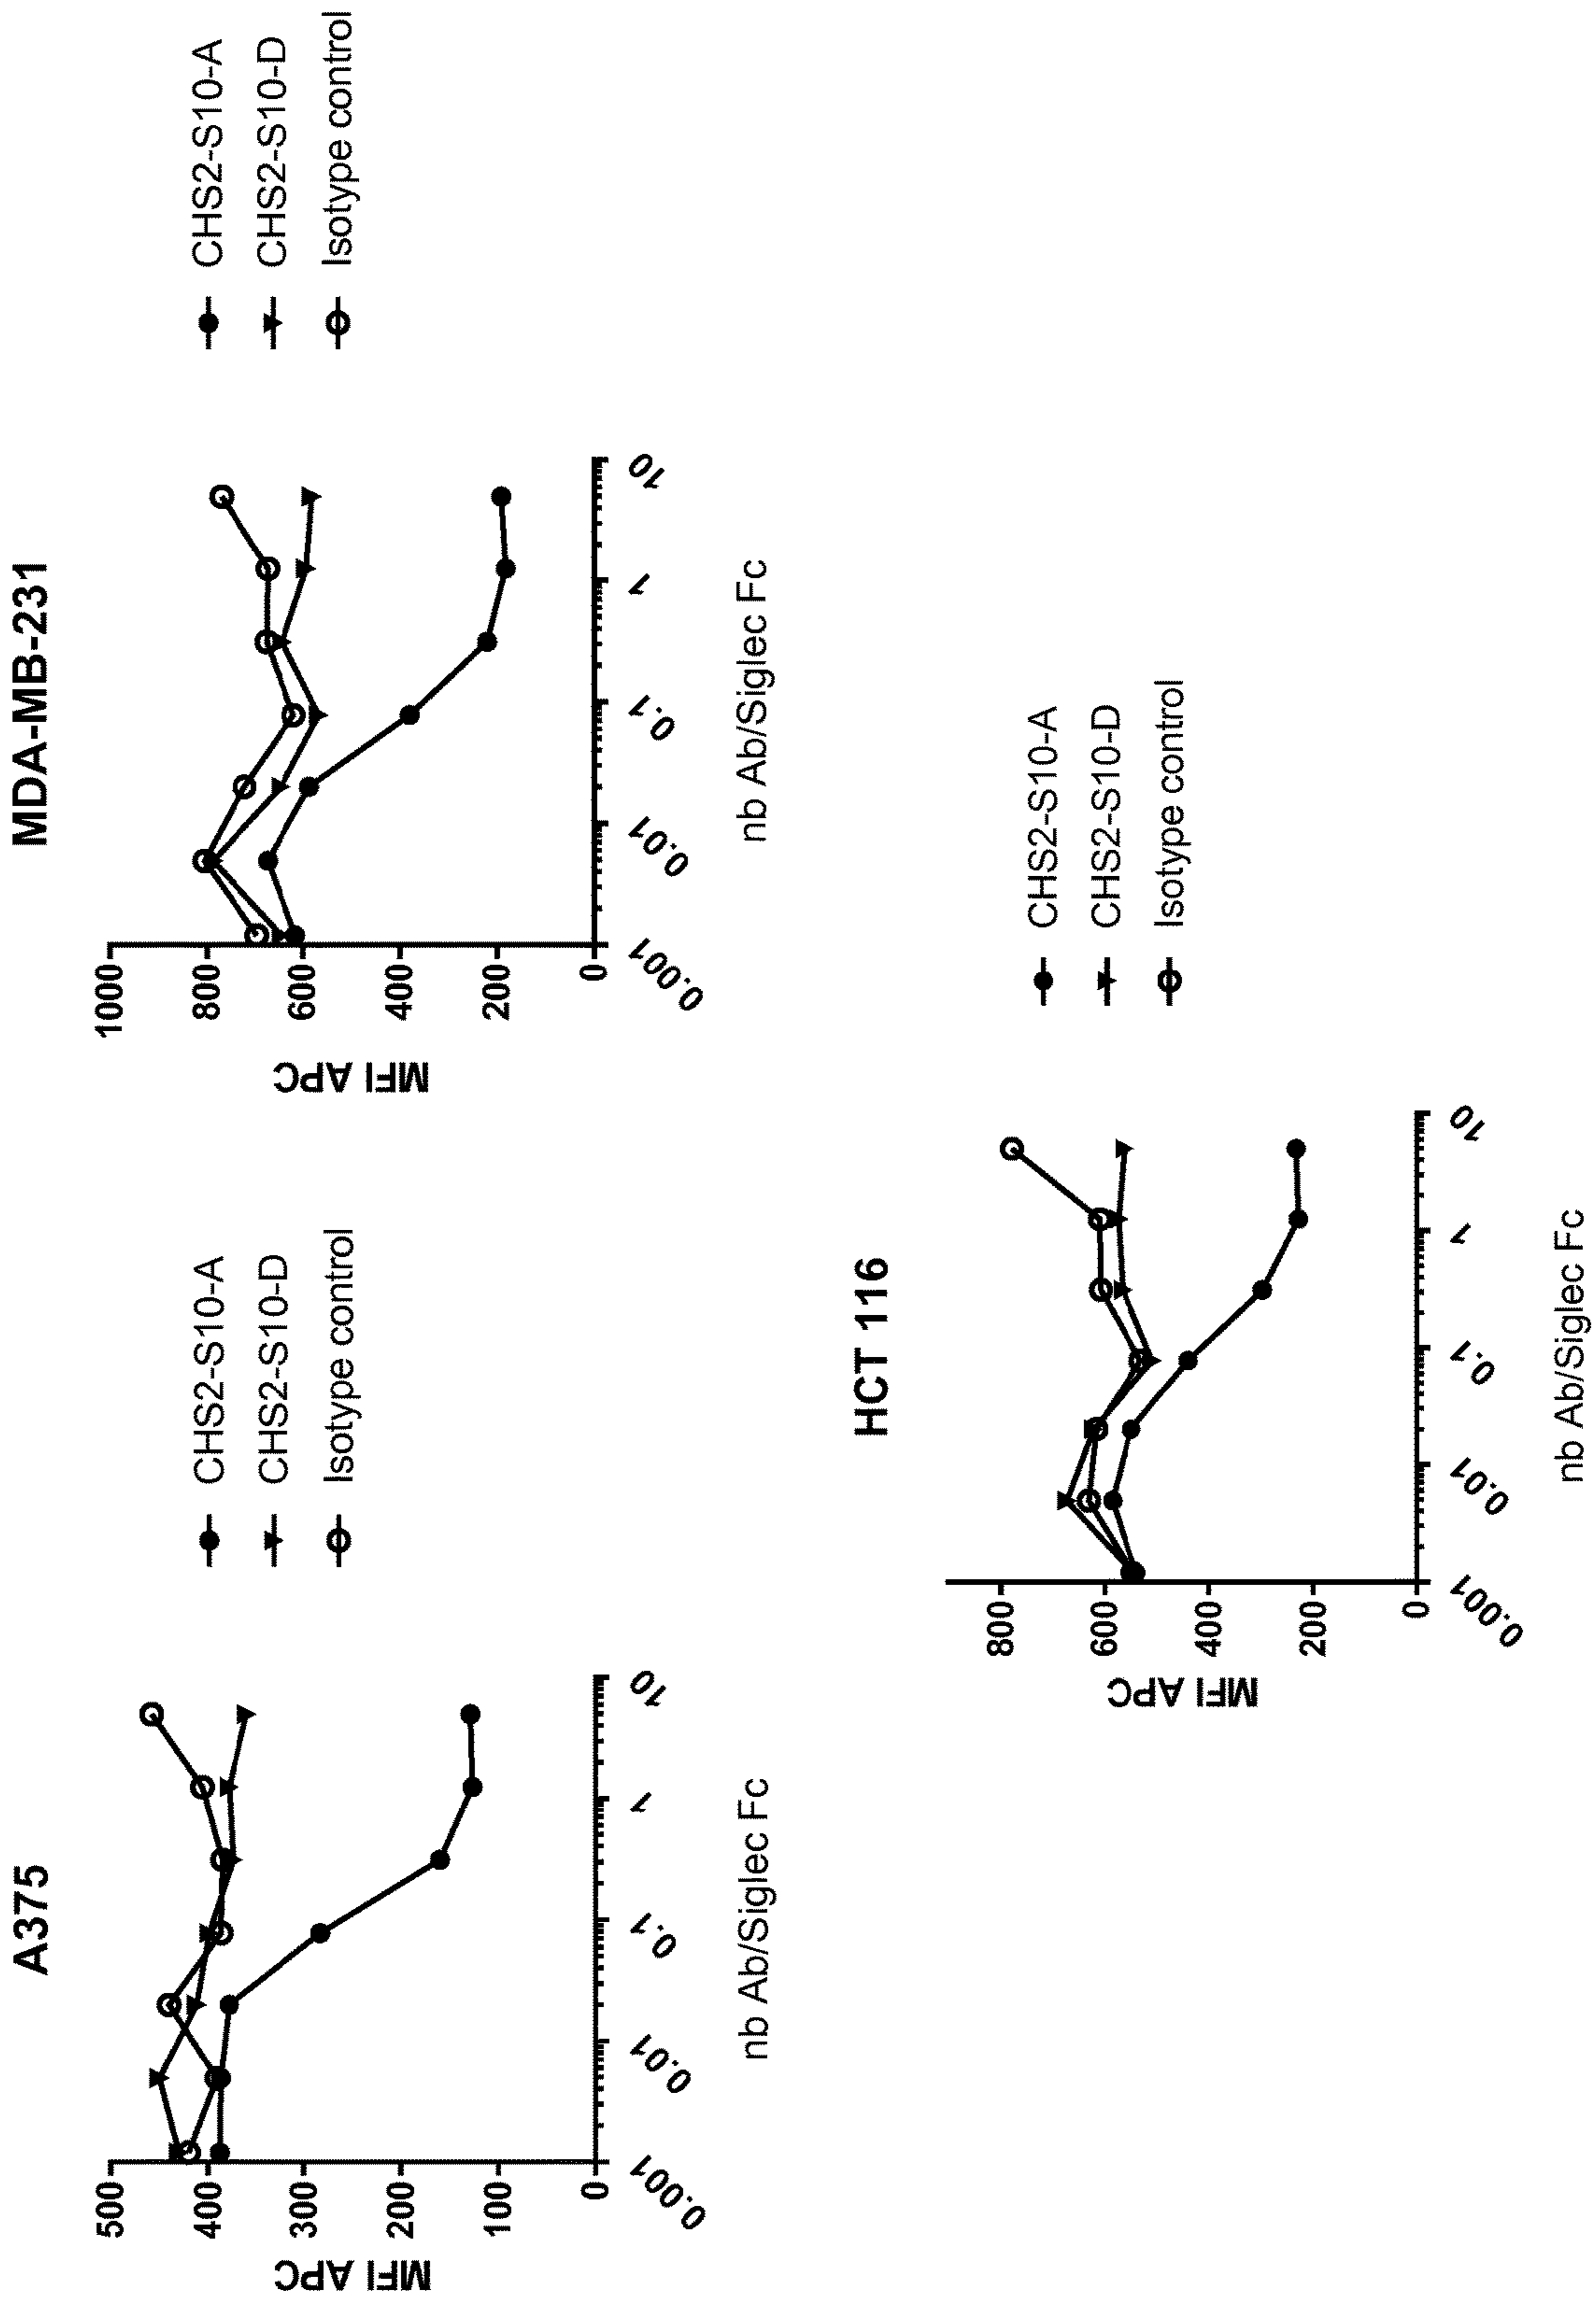 A375
MFI APC
500
400
300
200
100
0
0.001
0.01
0.1
1
10
nb Ab/Siglec Fc
CHS2-S10-A
CHS2-S10-D
Isotype control
MDA-MB-231
MFI APC
1000
800
600
400
200
0
0.001
0.01
0.1
1
10
nb Ab/Siglec Fc
CHS2-S10-A
CHS2-S10-D
Isotype control
HCT 116
MFI APC
800
600
400
200
0
0.001
0.01
0.1
1
10
nb Ab/Siglec Fc
CHS2-S10-A
CHS2-S10-D
Isotype control